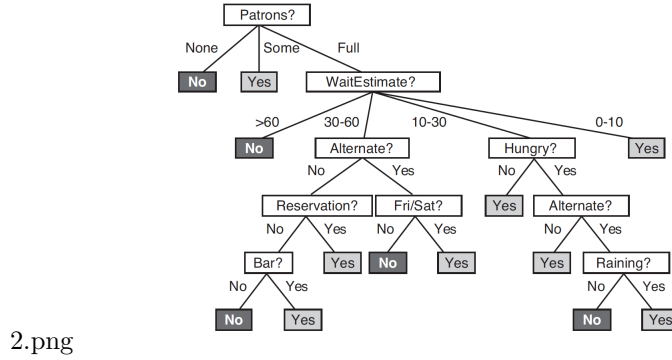 Patrons?
None Some Full
No Yes WaitEstimate?
>60 30-60 10-30 0-10
No Alternate? Hungry? Yes
No Yes No Yes
Reservation? Fri/Sat? Yes Alternate?
No Yes No Yes No Yes
Bar? Yes No Yes Yes Raining?
No Yes No Yes
No Yes No Yes
2.png